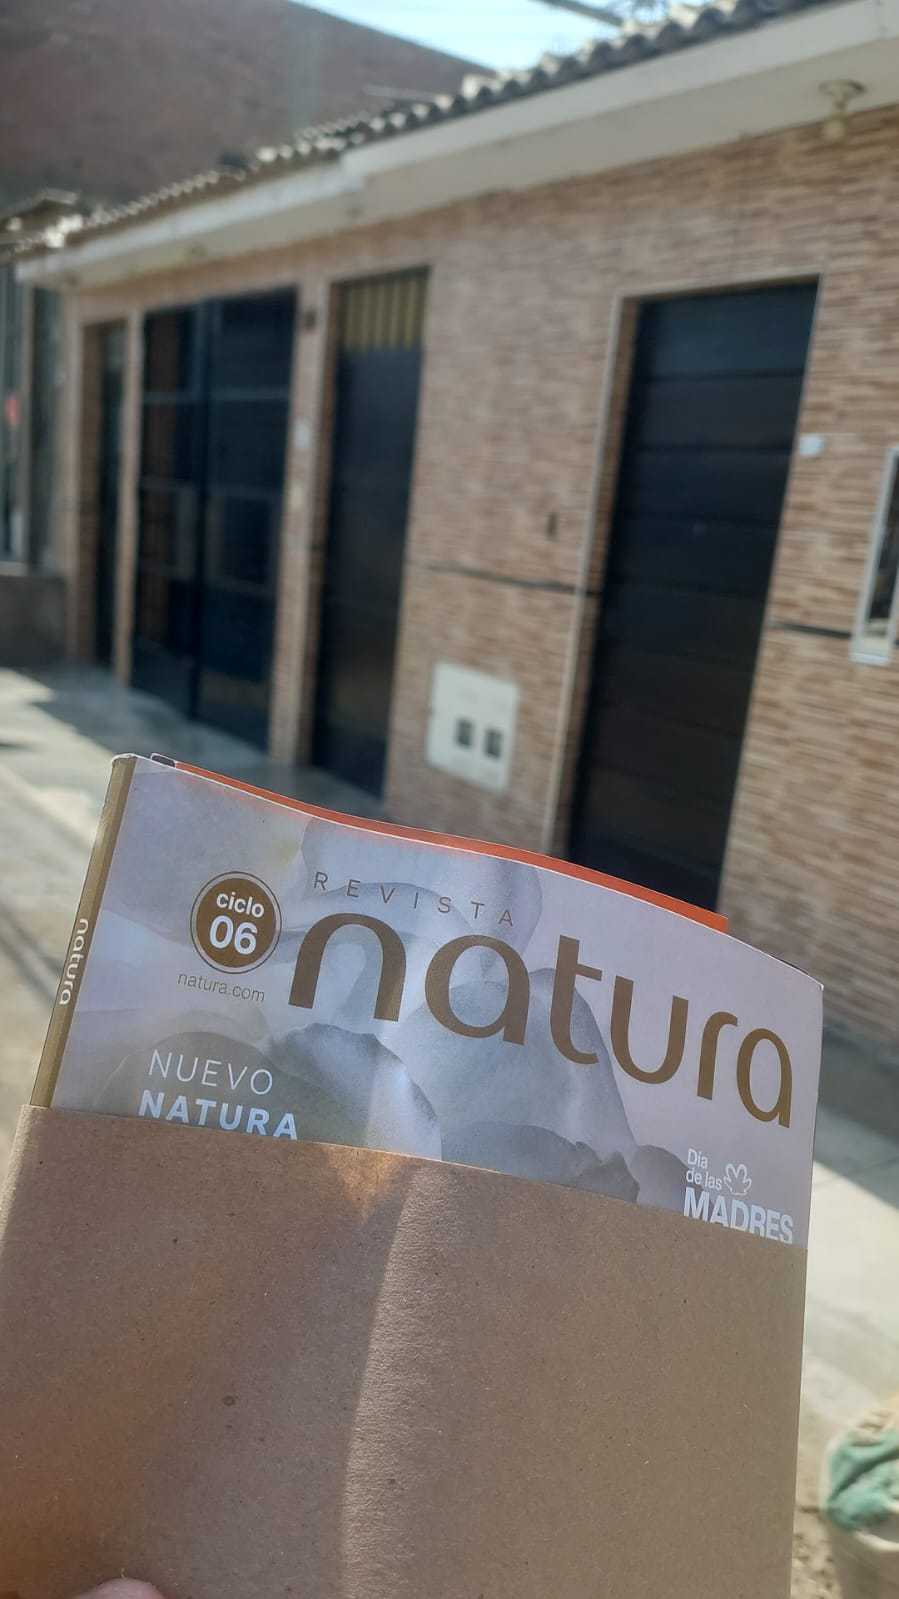 REVISTA
natura
ciclo
06
natura.com
natura
NUEVO
NATURA
Día
de las
MADRES